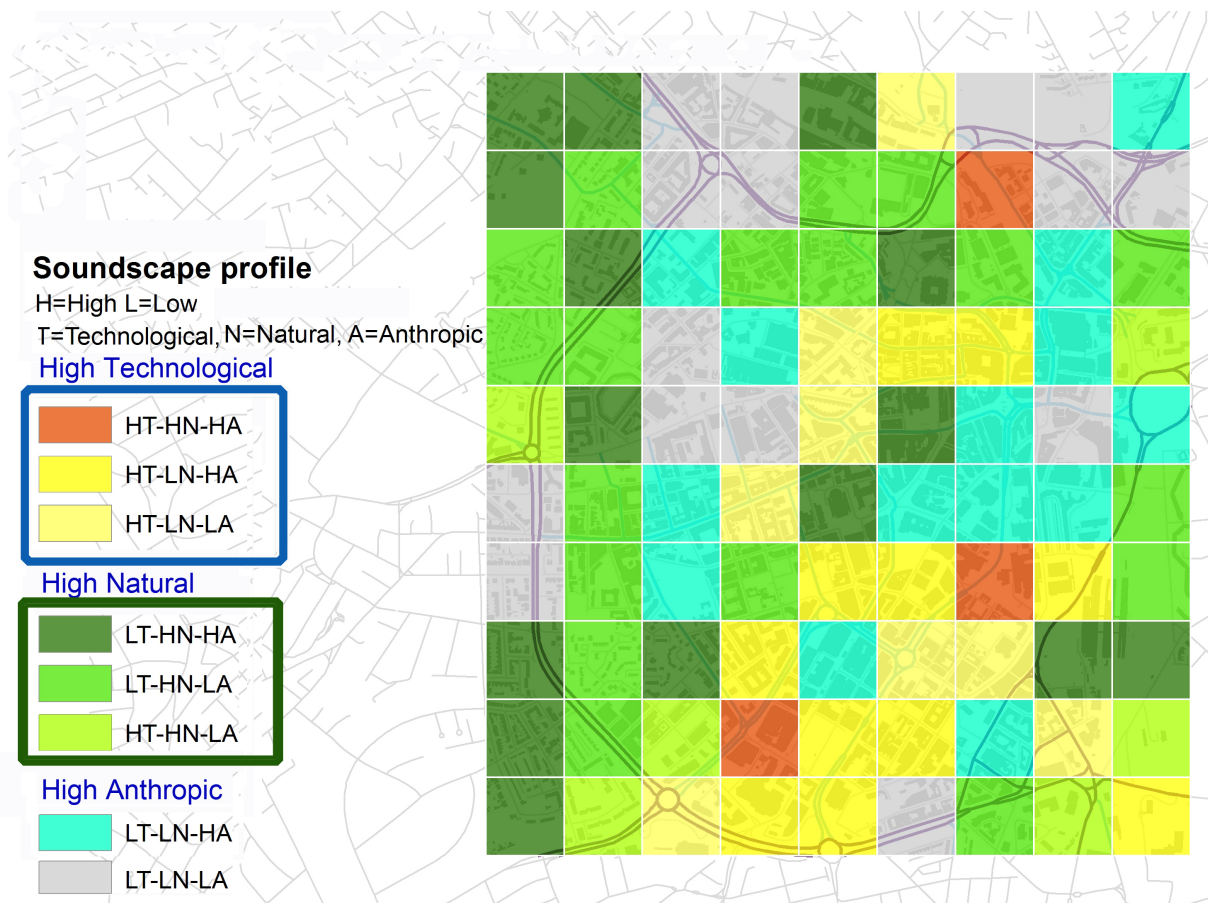 Soundscape profile
H=High L=Low
T=Technological, N=Natural, A=Anthropic
High Technological
HT-HN-HA
HT-LN-HA
HT-LN-LA
High Natural
LT-HN-HA
LT-HN-LA
HT-HN-LA
High Anthropic
LT-LN-HA
LT-LN-LA